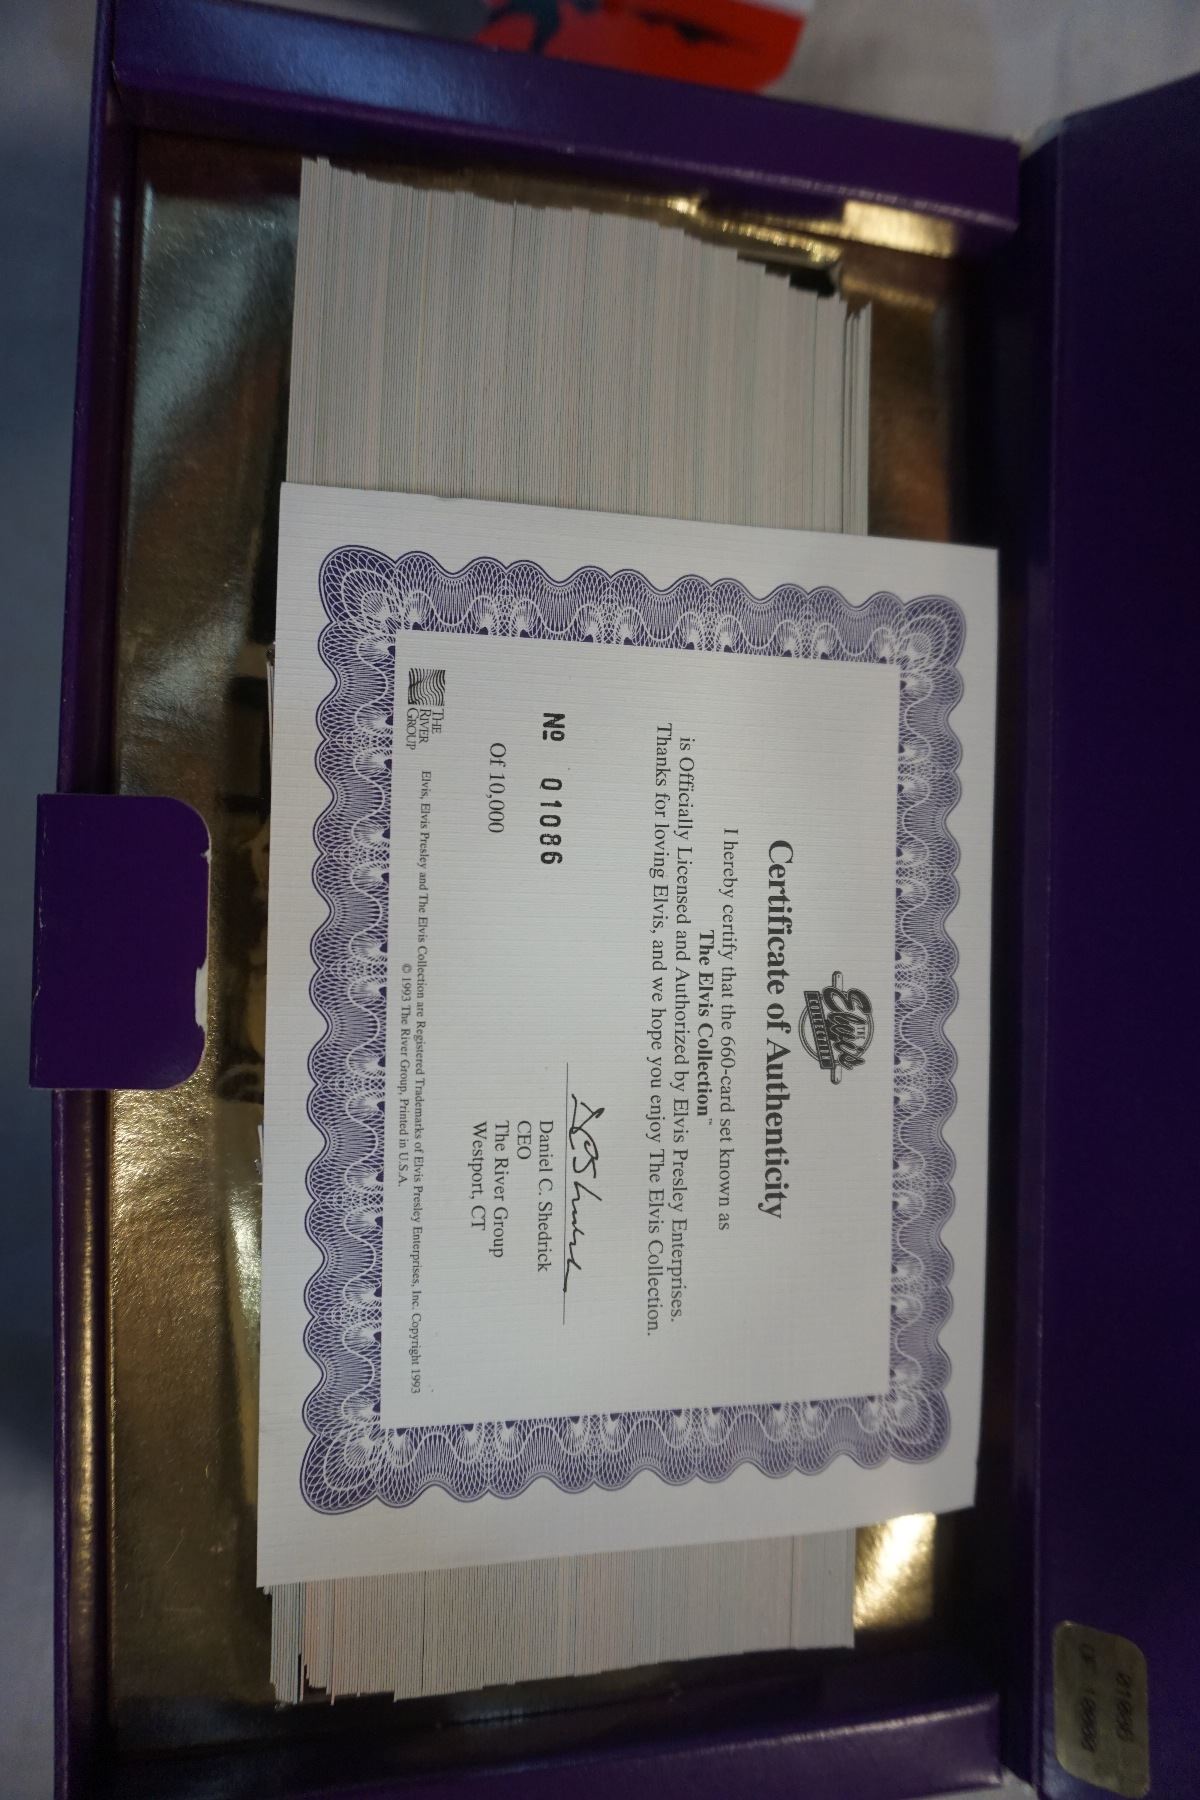 THE
Elvis
COLLECTION
Certificate of Authenticity
I hereby certify that the 660-card set known as
The Elvis Collection™
is Officially Licensed and Authorized by Elvis Presley Enterprises.
Thanks for loving Elvis, and we hope you enjoy The Elvis Collection.
Nº 01086
Of 10,000
Daniel C. Shedrick
CEO
The River Group
Westport, CT
THE
RIVER
GROUP
Elvis, Elvis Presley and The Elvis Collection are Registered Trademarks of Elvis Presley Enterprises, Inc. Copyright 1993
© 1993 The River Group, Printed in U.S.A.
01086
OF 10000